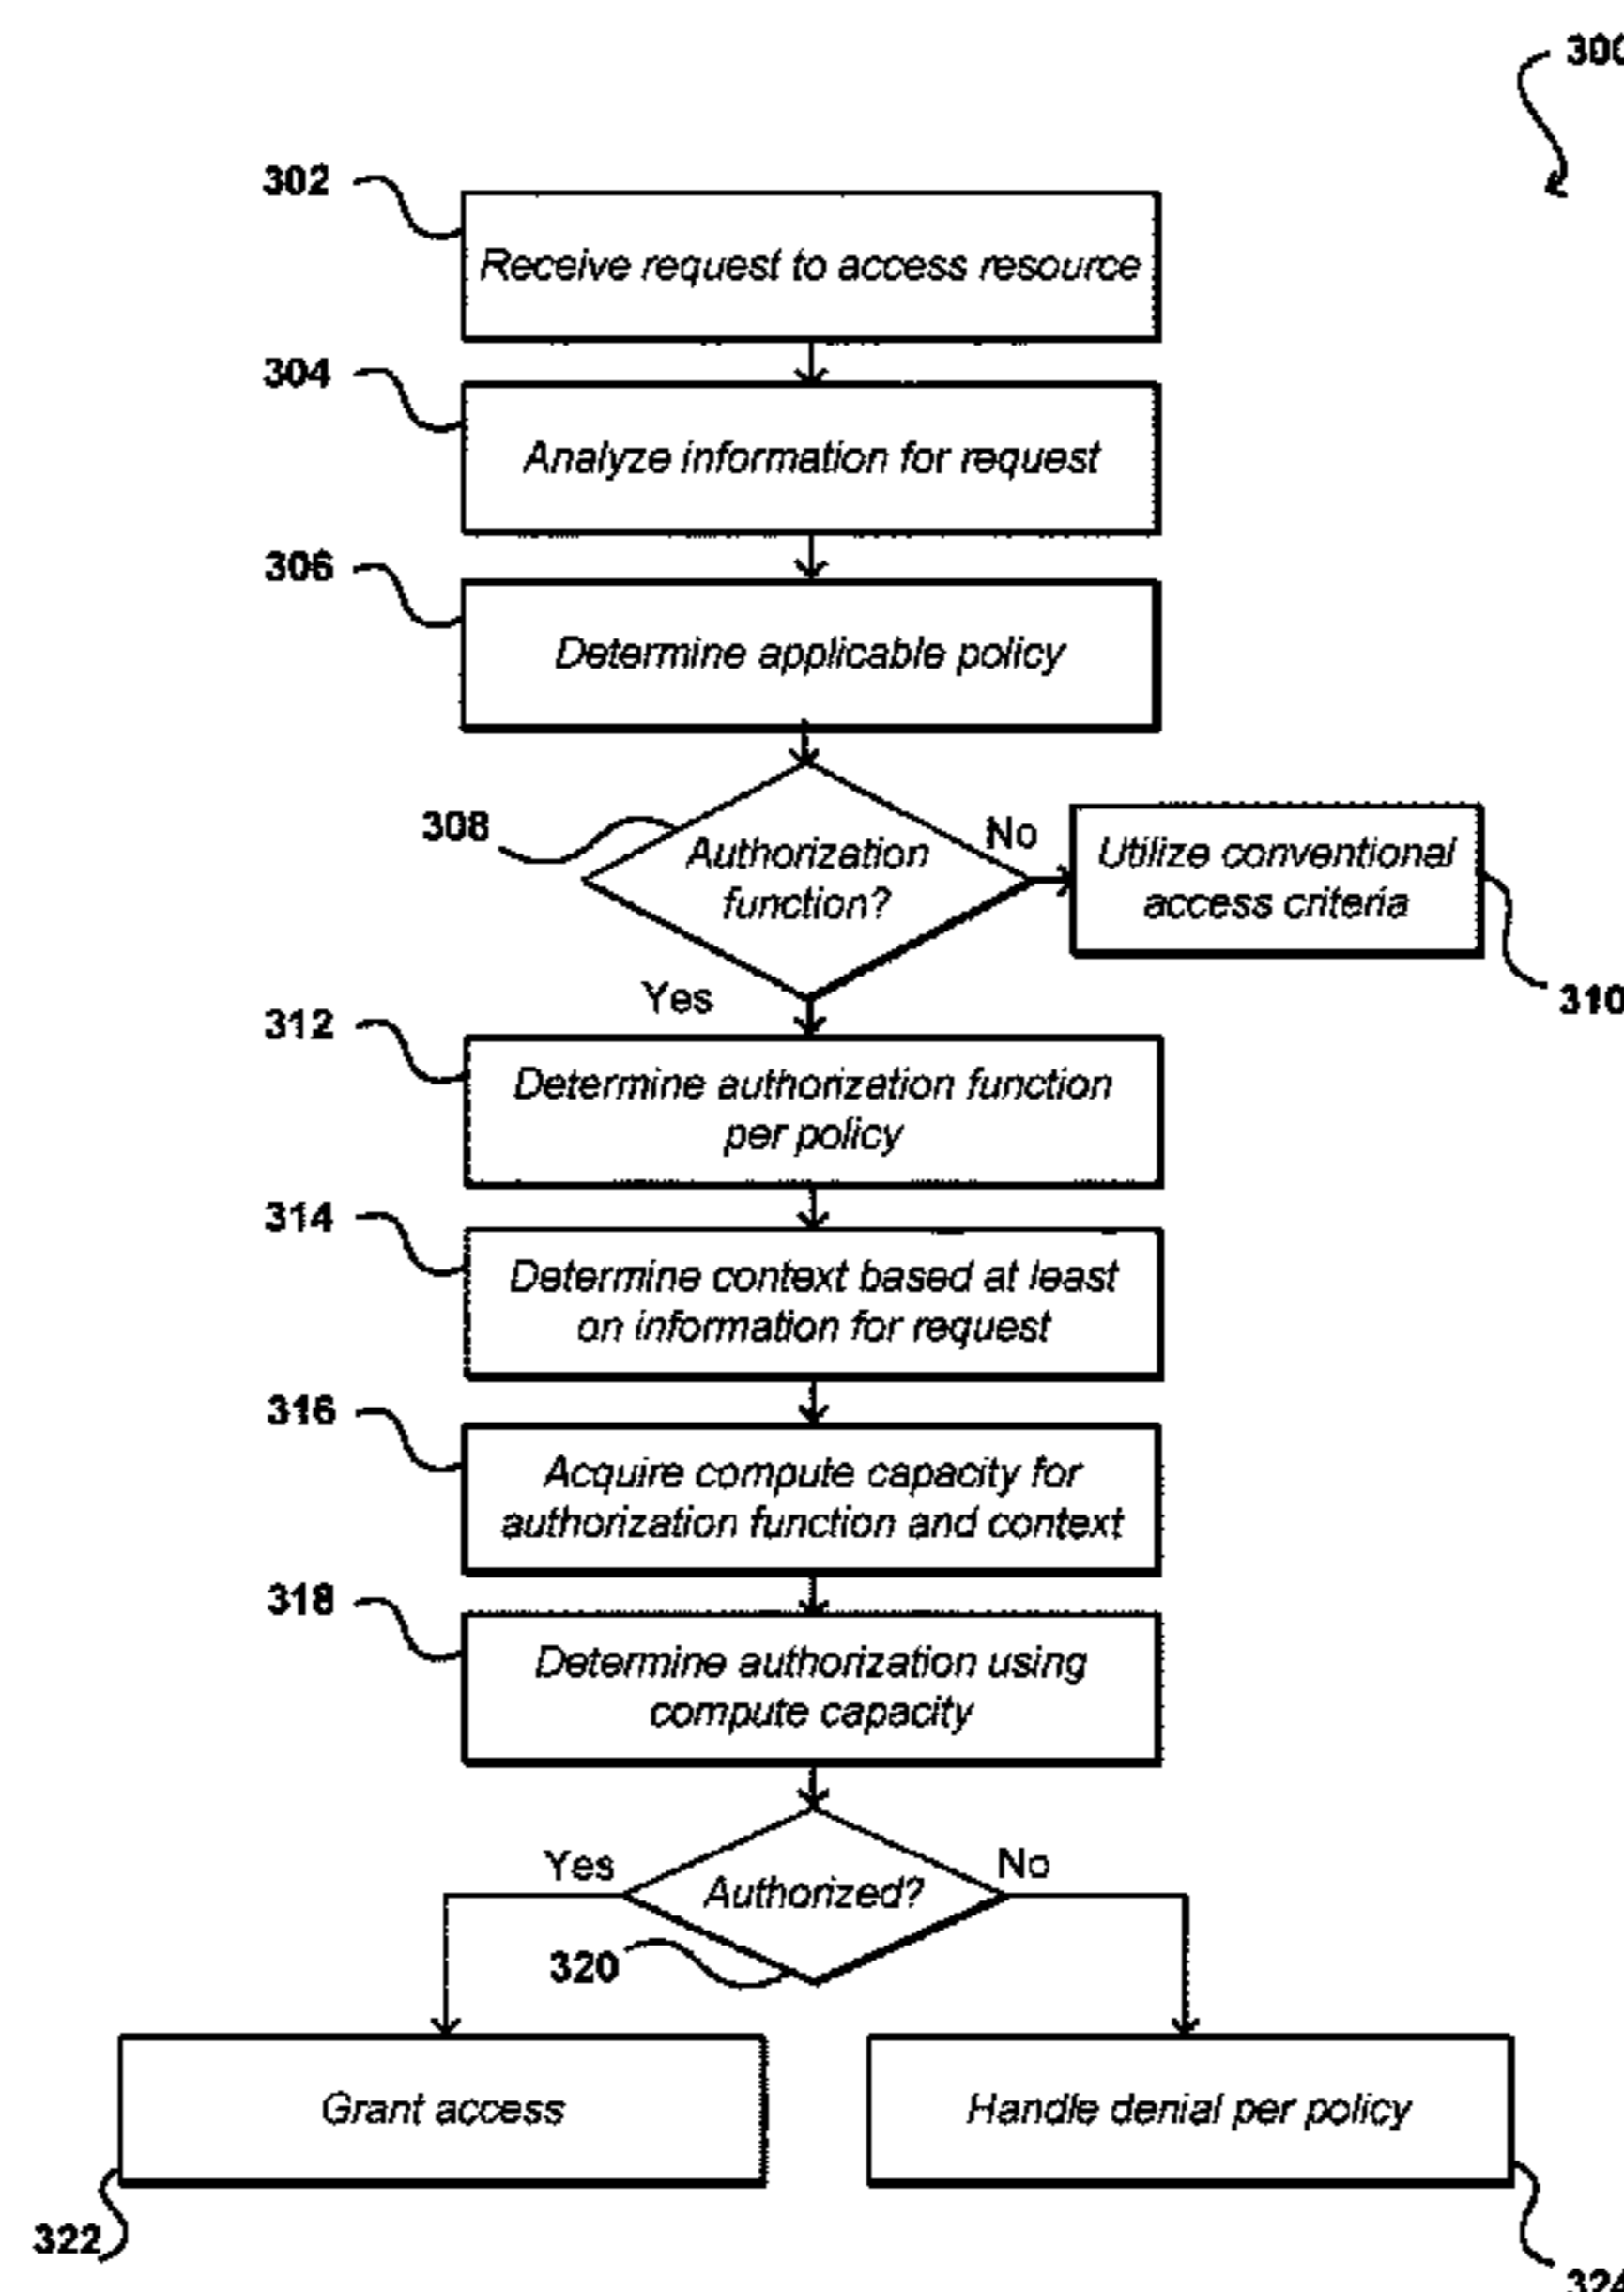 300
302
Receive request to access resource
304
Analyze information for request
306
Determine applicable policy
308
Authorization
function?
No
Utilize conventional
access criteria
310
Yes
312
Determine authorization function
per policy
314
Determine context based at least
on information for request
316
Acquire compute capacity for
authorization function and context
318
Determine authorization using
compute capacity
Yes
Authorized?
No
320
Grant access
Handle denial per policy
322
324